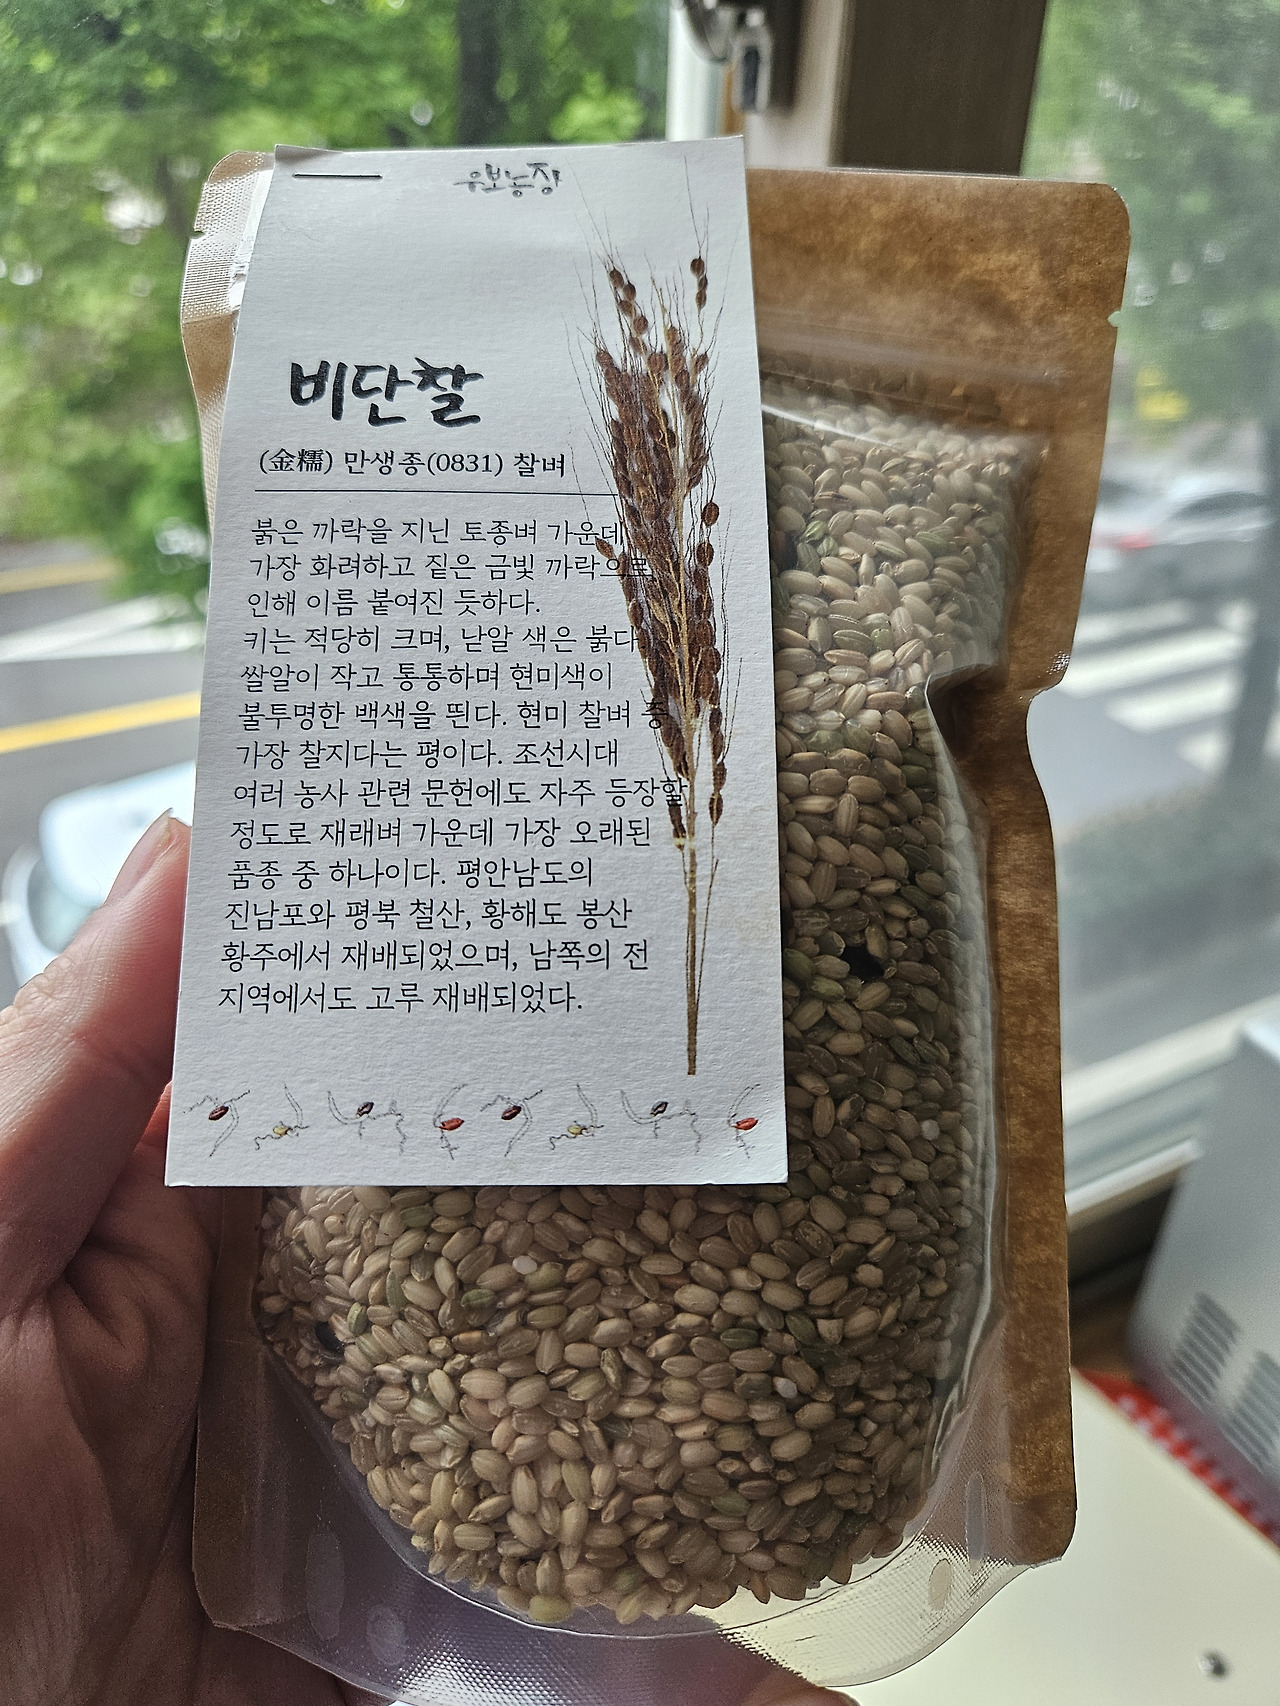 우보농장
비단찰
(金糯) 만생종(0831) 찰벼
붉은 까락을 지닌 토종벼 가운데
가장 화려하고 짙은 금빛 까락으로
인해 이름 붙여진 듯하다.
키는 적당히 크며, 낟알 색은 붉다
쌀알이 작고 통통하며 현미색이
불투명한 백색을 띈다. 현미 찰벼 중
가장 찰지다는 평이다. 조선시대
여러 농사 관련 문헌에도 자주 등장할
정도로 재래벼 가운데 가장 오래된
품종 중 하나이다. 평안남도의
진남포와 평북 철산, 황해도 봉산
황주에서 재배되었으며, 남쪽의 전
지역에서도 고루 재배되었다.